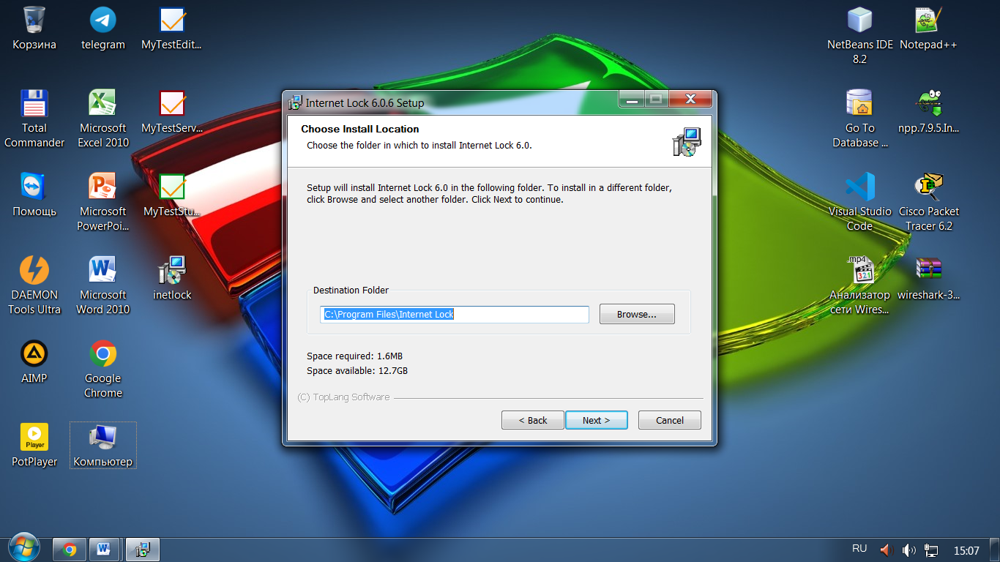 Корзина
telegram
MyTestEdit...
NetBeans IDE
8.2
Notepad++
Total
Commander
Microsoft
Excel 2010
MyTestServ...
Go To
Database ...
npp.7.9.5.In...
Помощь
Microsoft
PowerPoi...
MyTestStu...
Visual Studio
Code
Cisco Packet
Tracer 6.2
DAEMON
Tools Ultra
Microsoft
Word 2010
inetlock
.mp4
321
Анализатор
сети Wires...
wireshark-3...
AIMP
Google
Chrome
Player
PotPlayer
Компьютер
Internet Lock 6.0.6 Setup
Choose Install Location
Choose the folder in which to install Internet Lock 6.0.
Setup will install Internet Lock 6.0 in the following folder. To install in a different folder,
click Browse and select another folder. Click Next to continue.
Destination Folder
C:\Program Files\Internet Lock
Browse...
Space required: 1.6MB
Space available: 12.7GB
(C) TopLang Software
< Back
Next >
Cancel
RU
15:07